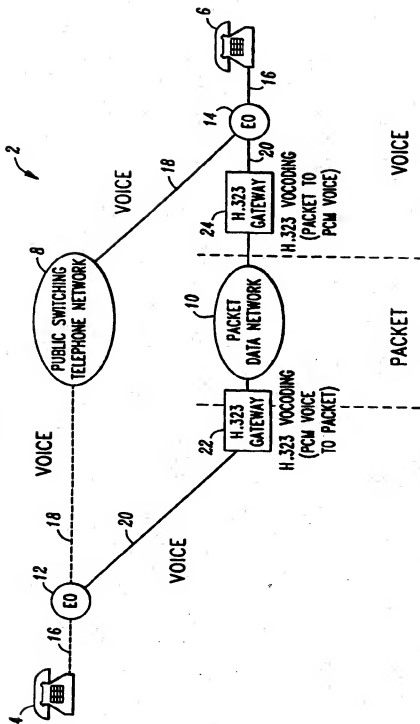 2
8
PUBLIC SWITCHING
TELEPHONE NETWORK
VOICE
18
VOICE
18
4
16
12
EO
20
VOICE
22
H.323
GATEWAY
H.323 VOCODING
(PCM VOICE
TO PACKET)
10
PACKET
DATA NETWORK
24
H.323
GATEWAY
H.323 VOCODING
(PACKET TO
PCM VOICE)
20
14
EO
16
6
PACKET
VOICE